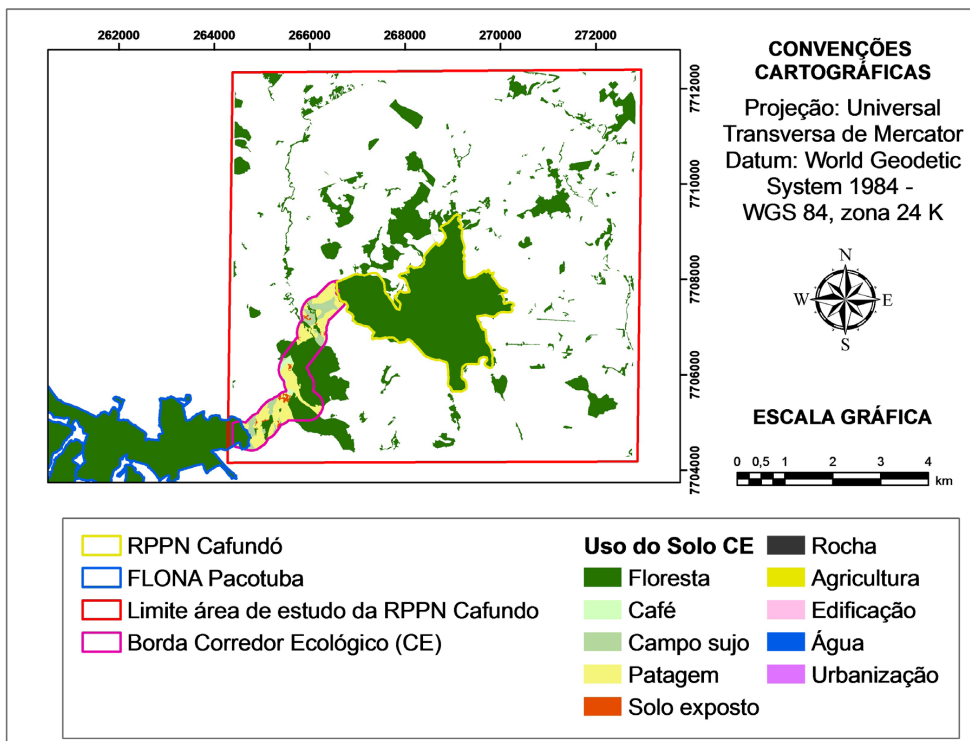 262000 264000 266000 268000 270000 272000
7712000
7710000
7708000
7706000
7704000
CONVENÇÕES
CARTOGRÁFICAS
Projeção: Universal
Transversa de Mercator
Datum: World Geodetic
System 1984 -
WGS 84, zona 24 K
N
W E
S
ESCALA GRÁFICA
0 0,5 1 2 3 4
km
RPPN Cafundó
FLONA Pacotuba
Limite área de estudo da RPPN Cafundo
Borda Corredor Ecológico (CE)
Uso do Solo CE
Floresta
Café
Campo sujo
Patagem
Solo exposto
Rocha
Agricultura
Edificação
Água
Urbanização